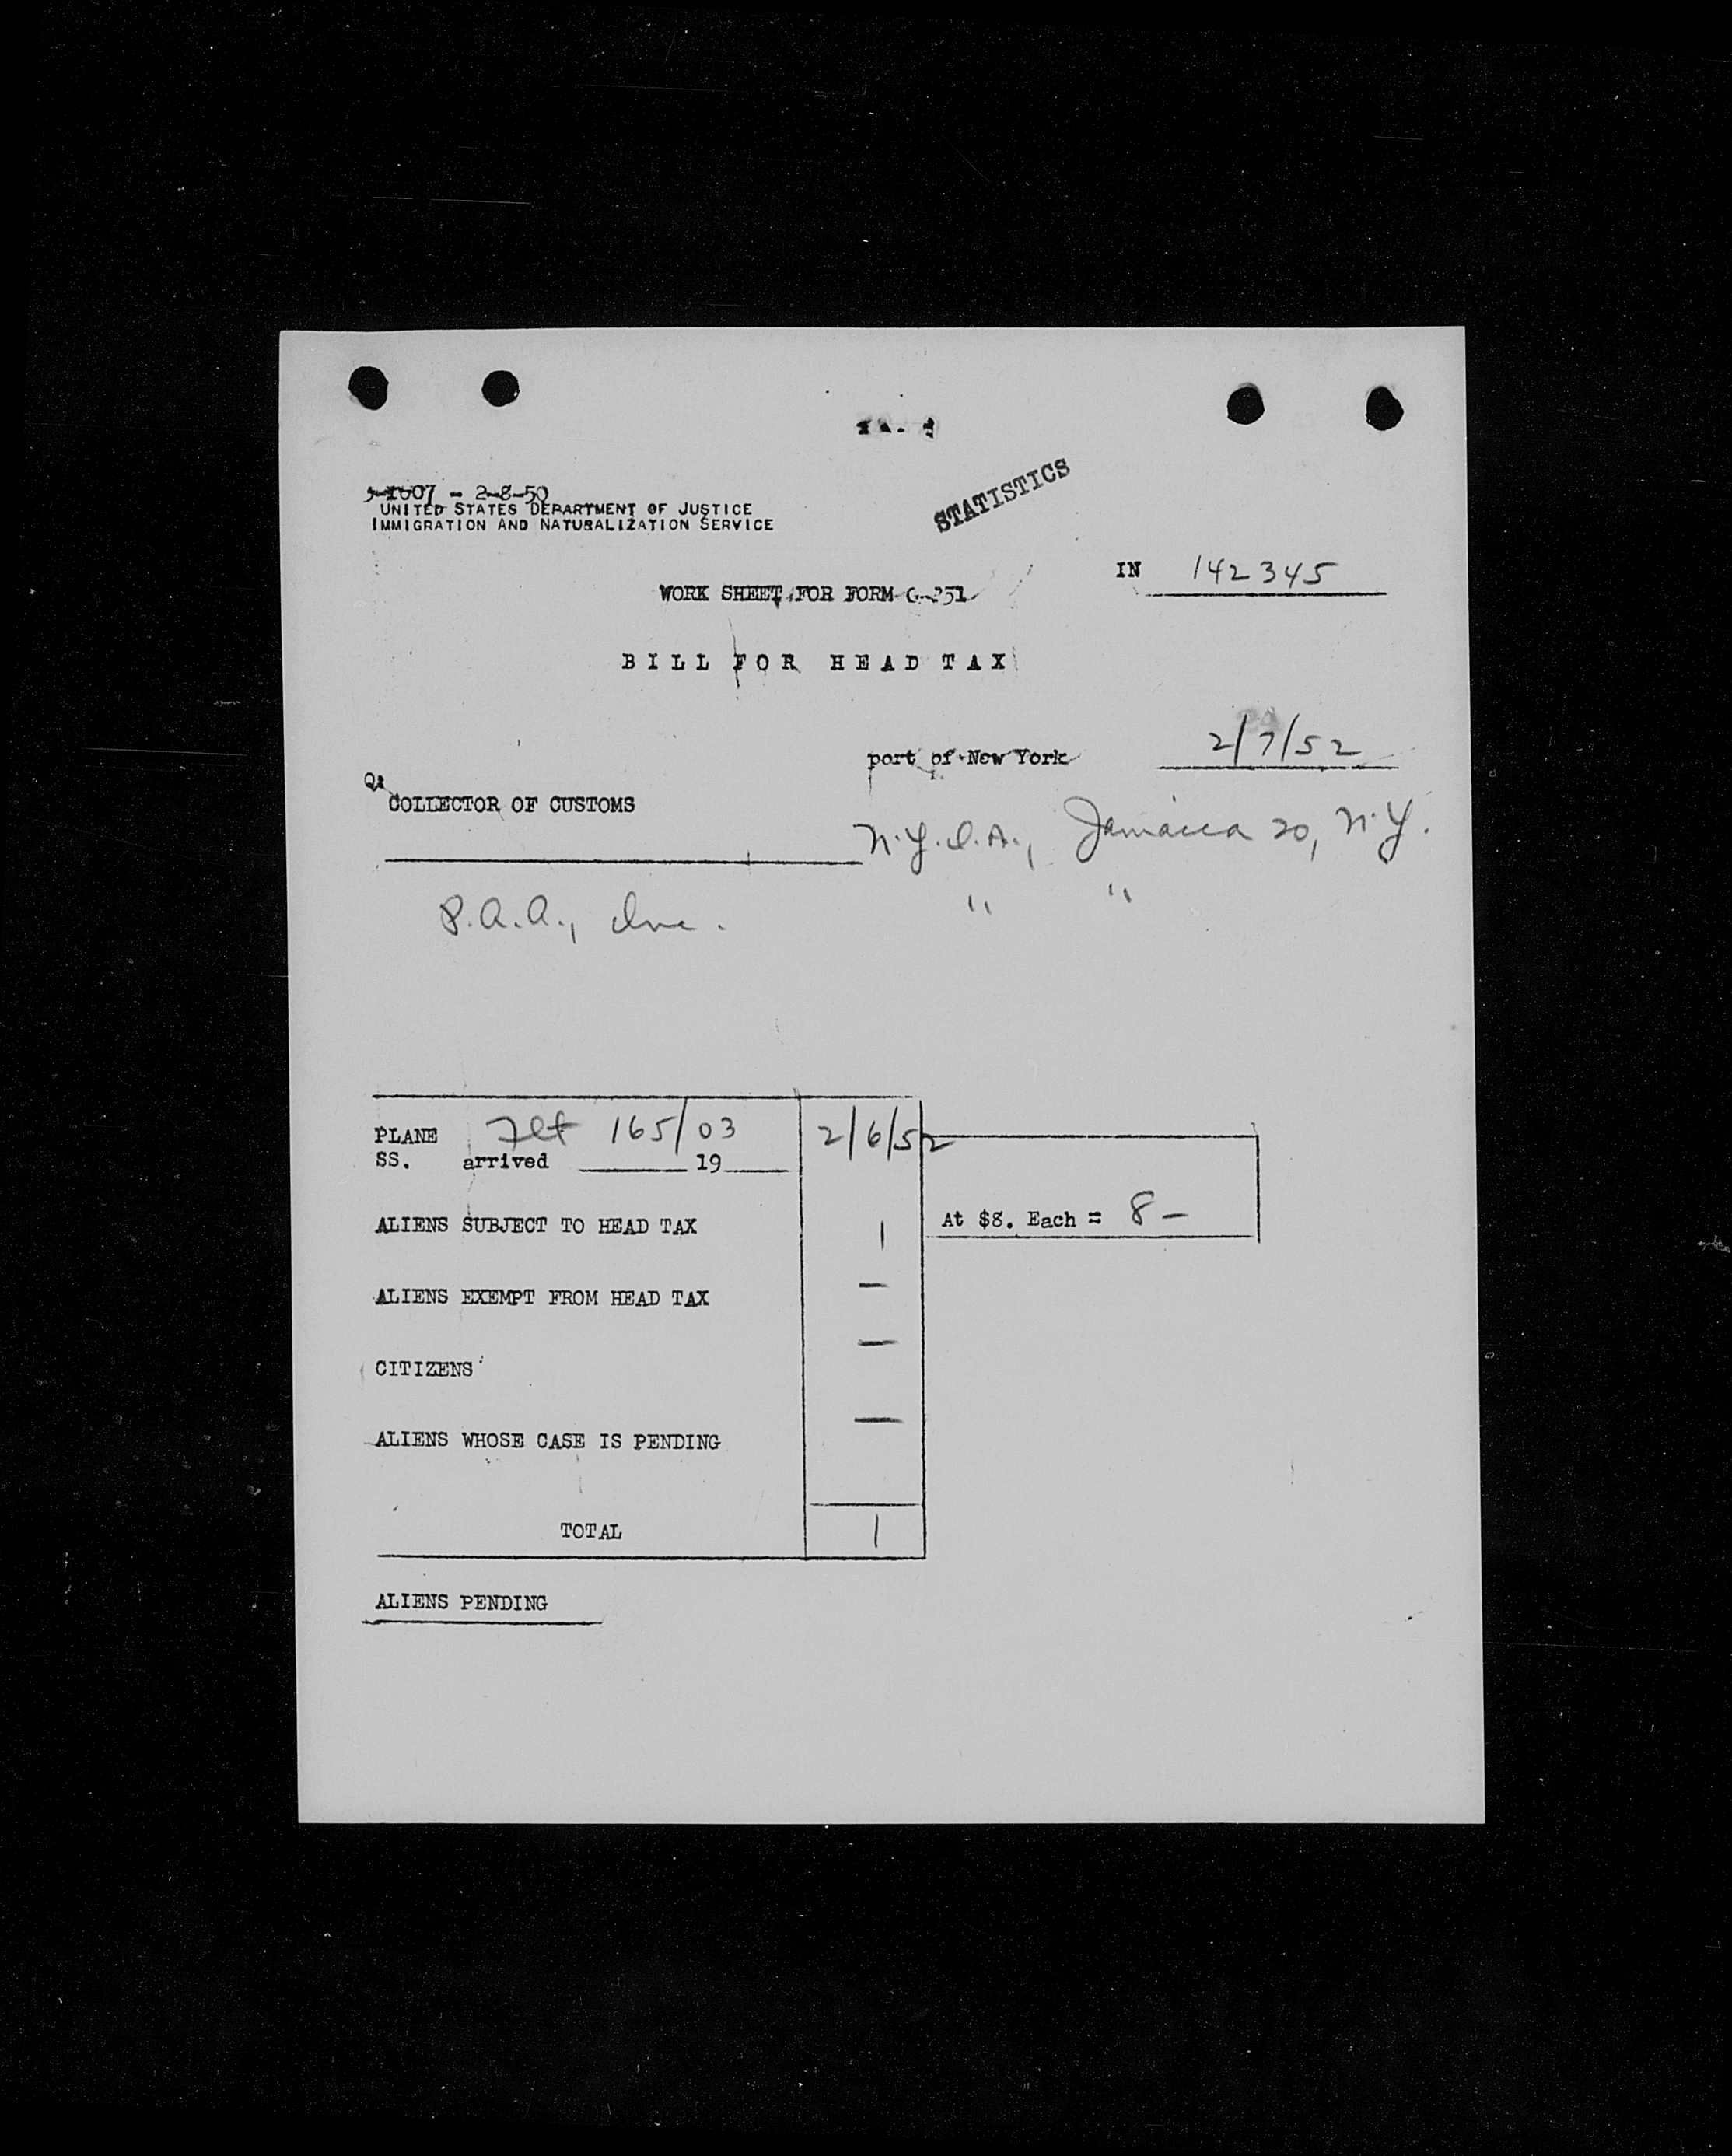 - 2-8-50
UNITED STATES DEPARTMENT OF JUSTICE
IMMIGRATION AND NATURALIZATION SERVICE
STATISTICS
IN 142345
WORK SHEET FOR FORM G-251
BILL FOR HEAD TAX
port of New York 2/7/52
COLLECTOR OF CUSTOMS
N.Y.I.A., Jamaica 20, N.Y.
P.A.A., Inc. " "
PLANE Flt 165/03 2/6/52
SS. arrived 19
ALIENS SUBJECT TO HEAD TAX 1 At $8. Each = 8 –
ALIENS EXEMPT FROM HEAD TAX –
CITIZENS –
ALIENS WHOSE CASE IS PENDING –
TOTAL 1
ALIENS PENDING